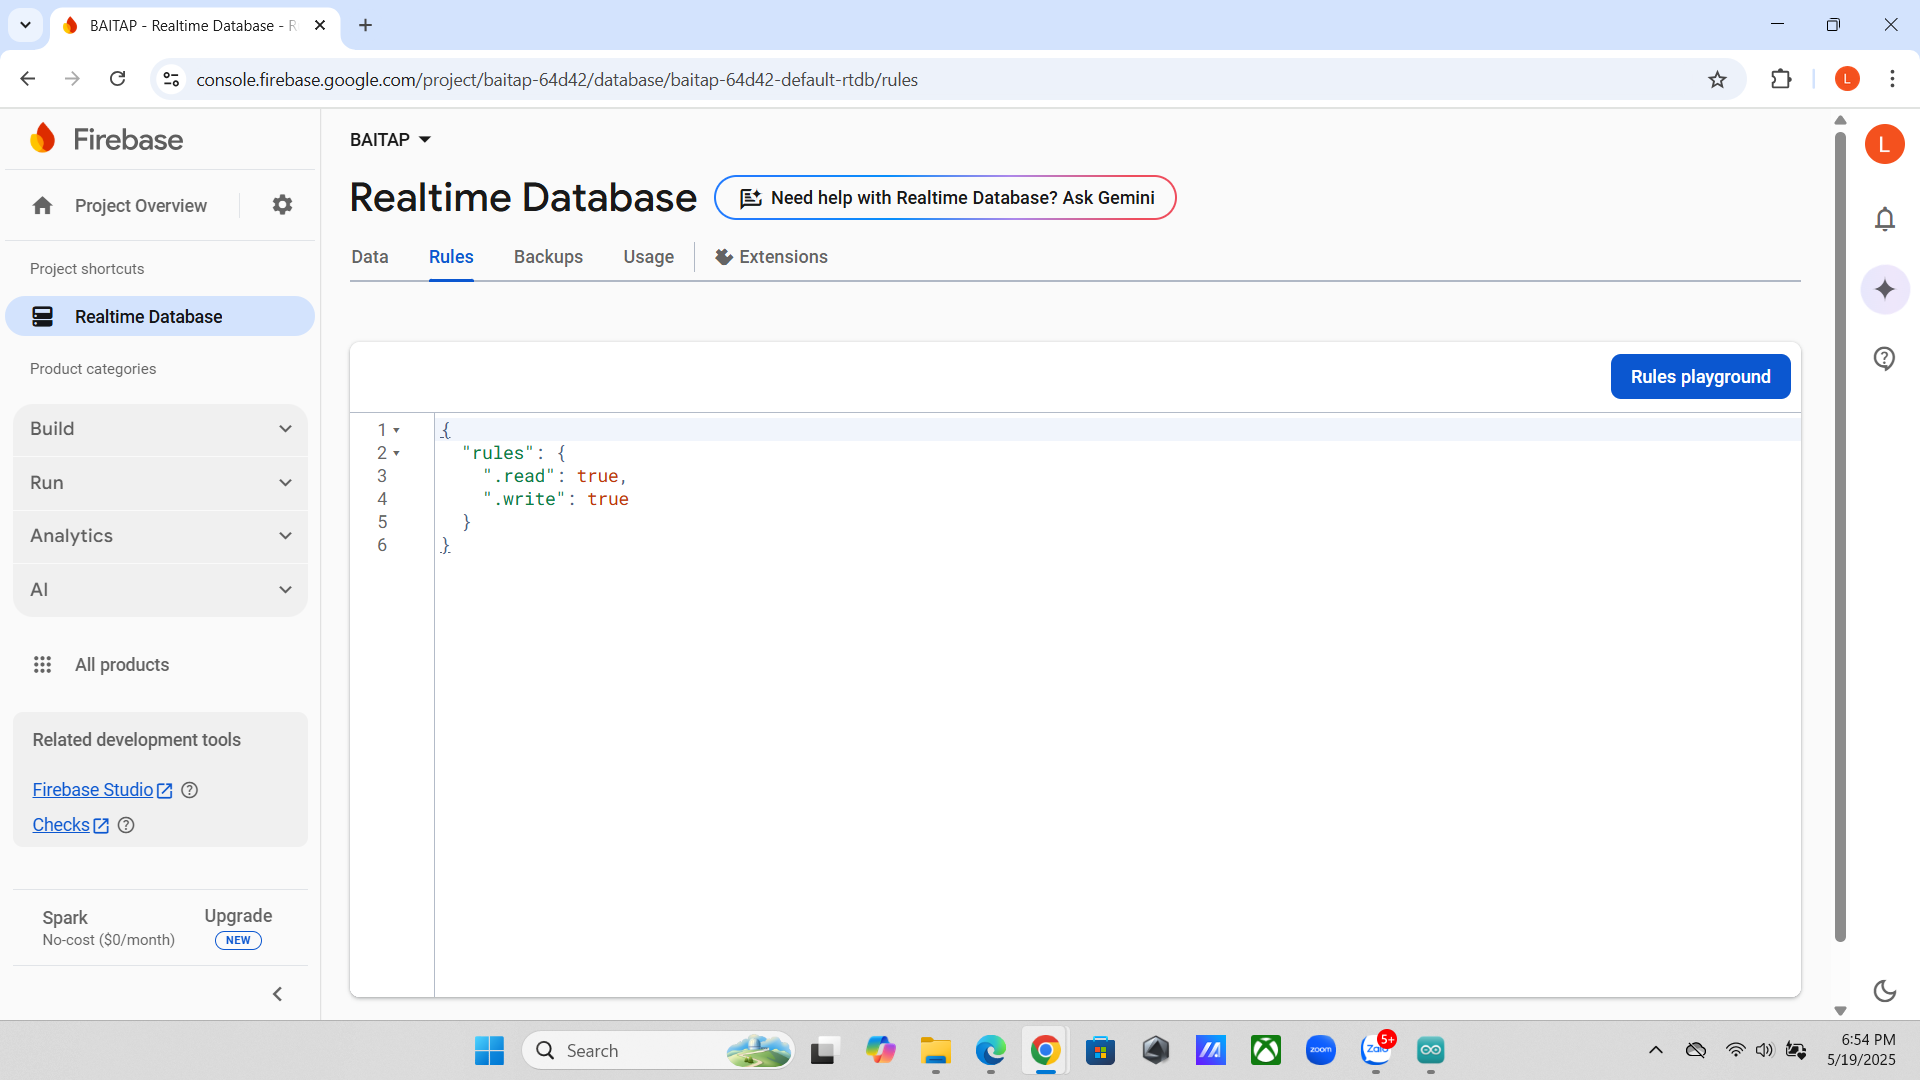 BAITAP - Realtime Database - R
console.firebase.google.com/project/baitap-64d42/database/baitap-64d42-default-rtdb/rules
L
Firebase
Project Overview
Project shortcuts
Realtime Database
Product categories
Build
Run
Analytics
AI
All products
Related development tools
Firebase Studio
Checks
Spark
No-cost ($0/month)
Upgrade
NEW
BAITAP
Realtime Database
Need help with Realtime Database? Ask Gemini
Data Rules Backups Usage Extensions
Rules playground
1 {
2 "rules": {
3 ".read": true,
4 ".write": true
5 }
6 }
L
Search
zoom
Zalo
5+
6:54 PM
5/19/2025